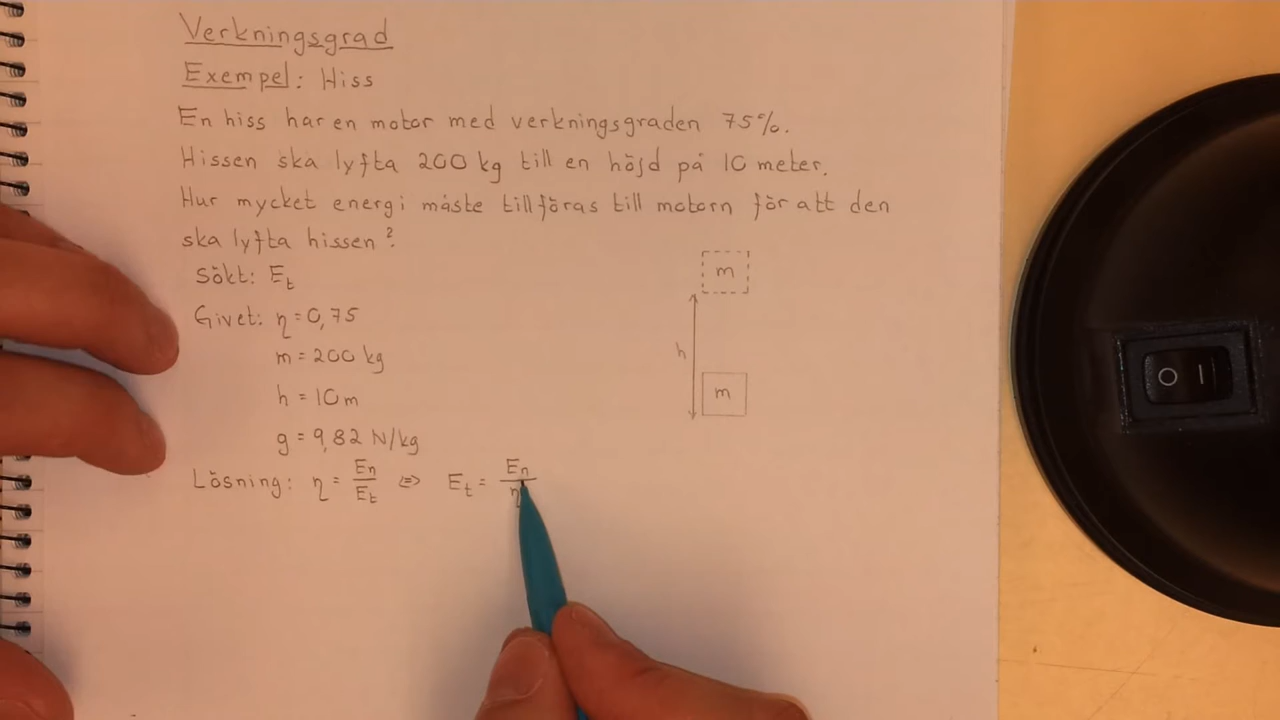 Verkningsgrad
Exempel: Hiss
En hiss har en motor med verkningsgraden 75%.
Hissen ska lyfta 200 kg till en höjd på 10 meter.
Hur mycket energi måste tillföras till motorn för att den
ska lyfta hissen?
Sökt: Et
Givet: η = 0,75
m = 200 kg
h = 10 m
g = 9,82 N/kg
Lösning: η = En/Et ⇔ Et = En/η
m
h
m
O I